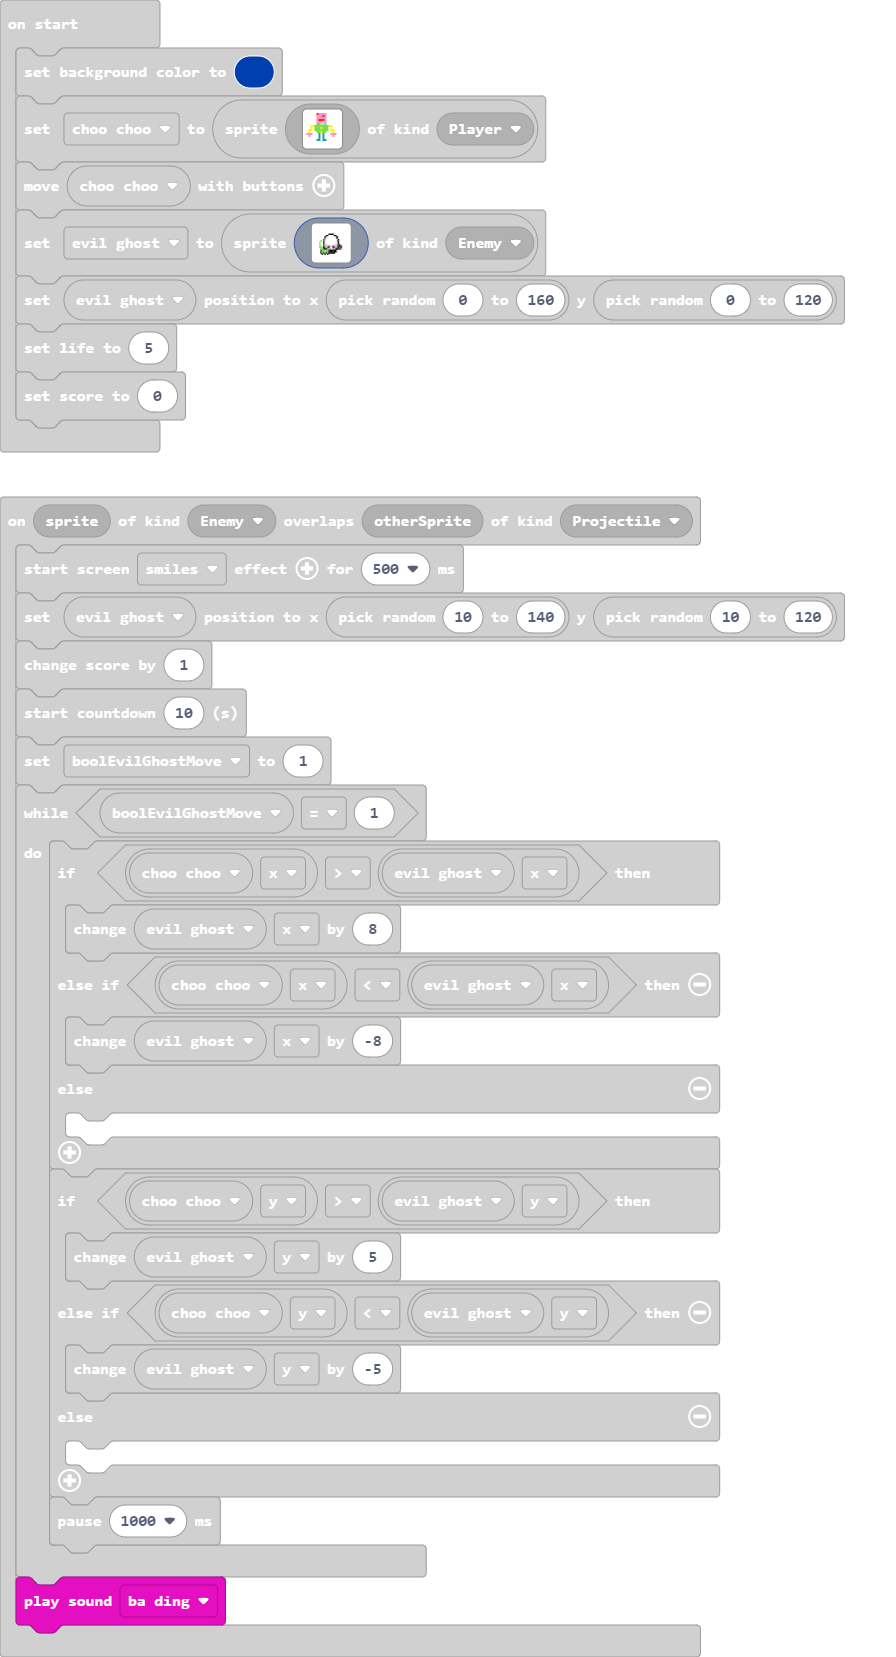 on start
set background color to
set choo choo to sprite of kind Player
move choo choo with buttons
set evil ghost to sprite of kind Enemy
set evil ghost position to x pick random 0 to 160 y pick random 0 to 120
set life to 5
set score to 0
on sprite of kind Enemy overlaps otherSprite of kind Projectile
start screen smiles effect for 500 ms
set evil ghost position to x pick random 10 to 140 y pick random 10 to 120
change score by 1
start countdown 10 (s)
set boolEvilGhostMove to 1
while boolEvilGhostMove = 1
do
if choo choo x > evil ghost x then
change evil ghost x by 8
else if choo choo x < evil ghost x then
change evil ghost x by -8
else
if choo choo y > evil ghost y then
change evil ghost y by 5
else if choo choo y < evil ghost y then
change evil ghost y by -5
else
pause 1000 ms
play sound ba ding